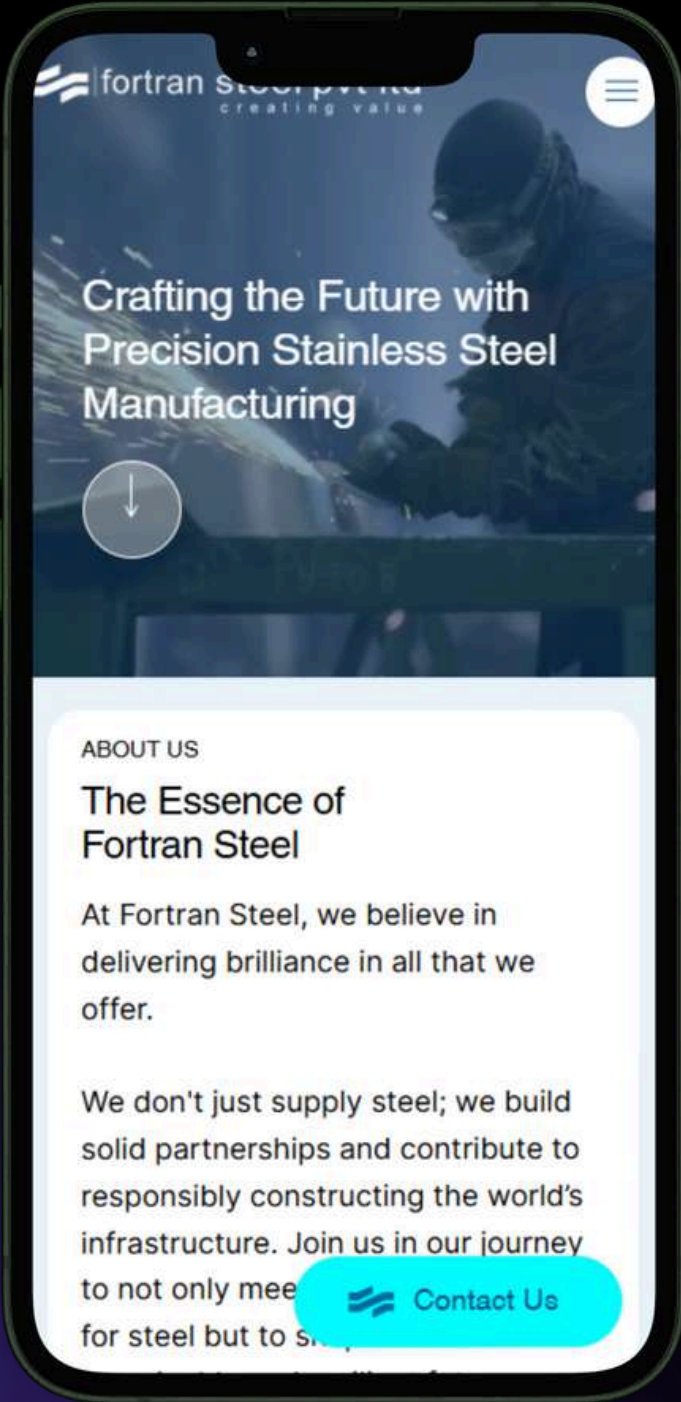 fortran steel pvt ltd
creating value
Crafting the Future with
Precision Stainless Steel
Manufacturing
ABOUT US
The Essence of
Fortran Steel
At Fortran Steel, we believe in
delivering brilliance in all that we
offer.
We don't just supply steel; we build
solid partnerships and contribute to
responsibly constructing the world's
infrastructure. Join us in our journey
to not only
Contact Us
for steel but to